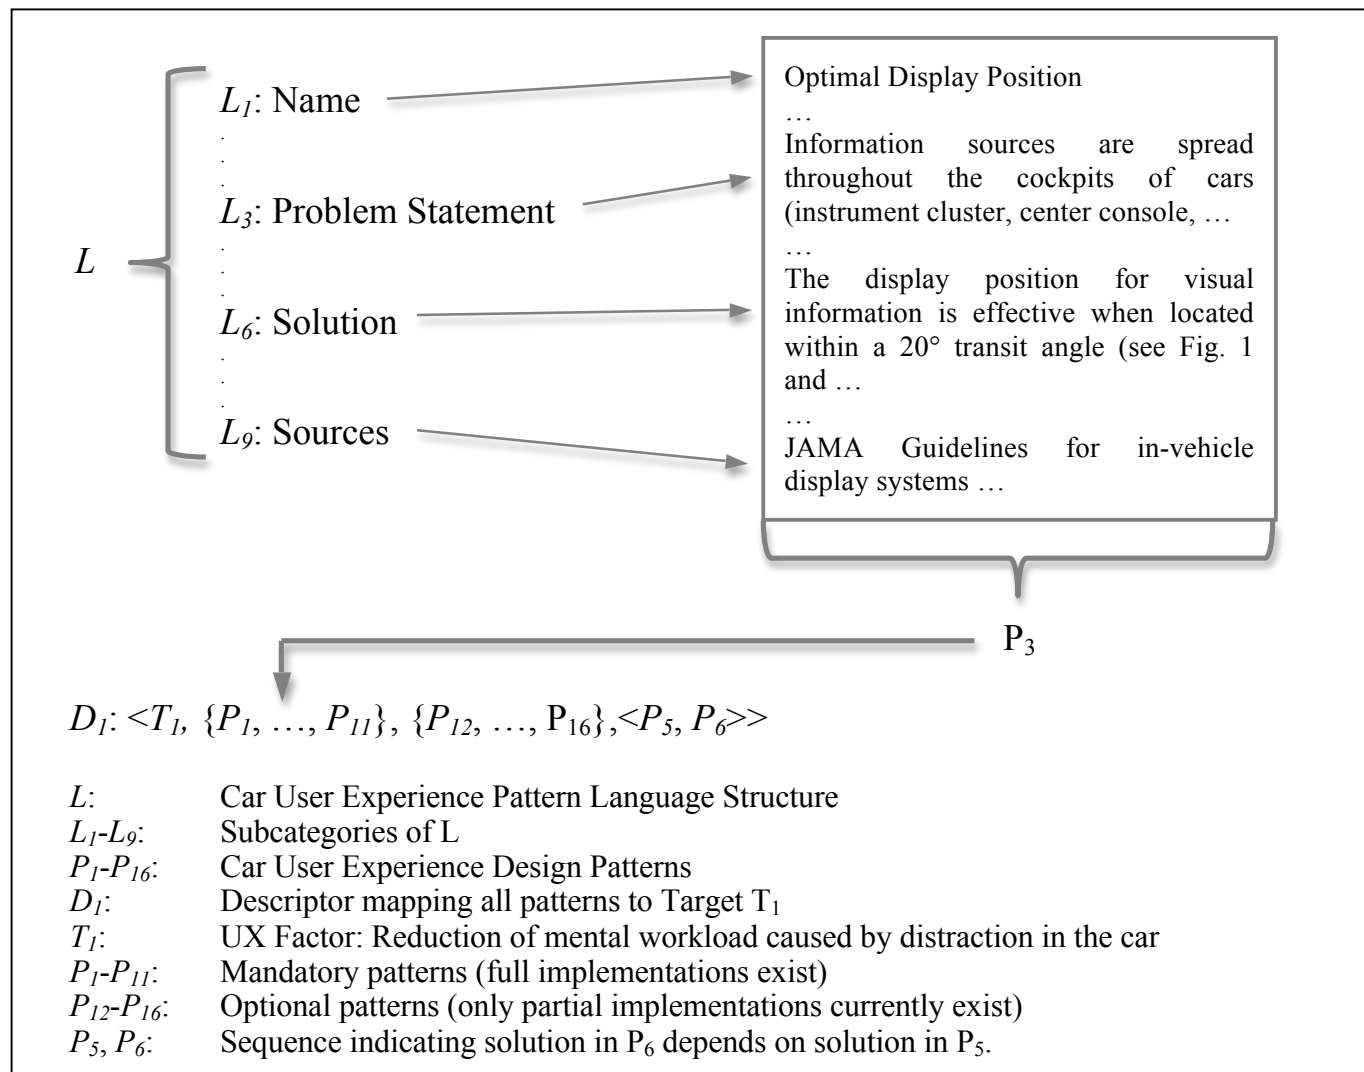 Optimal Display Position
L1: Name
…
Information sources are spread
throughout the cockpits of cars
(instrument cluster, center console, …
.
.
.
L3: Problem Statement
…
L
.
.
.
The display position for visual
information is effective when located
within a 20° transit angle (see Fig. 1
and …
L6: Solution
.
.
.
…
L9: Sources
JAMA Guidelines for in-vehicle
display systems …
P3
D1: <T1, {P1, …, P11}, {P12, …, P16},<P5, P6>>
L: Car User Experience Pattern Language Structure
L1-L9: Subcategories of L
P1-P16: Car User Experience Design Patterns
D1: Descriptor mapping all patterns to Target T1
T1: UX Factor: Reduction of mental workload caused by distraction in the car
P1-P11: Mandatory patterns (full implementations exist)
P12-P16: Optional patterns (only partial implementations currently exist)
P5, P6: Sequence indicating solution in P6 depends on solution in P5.